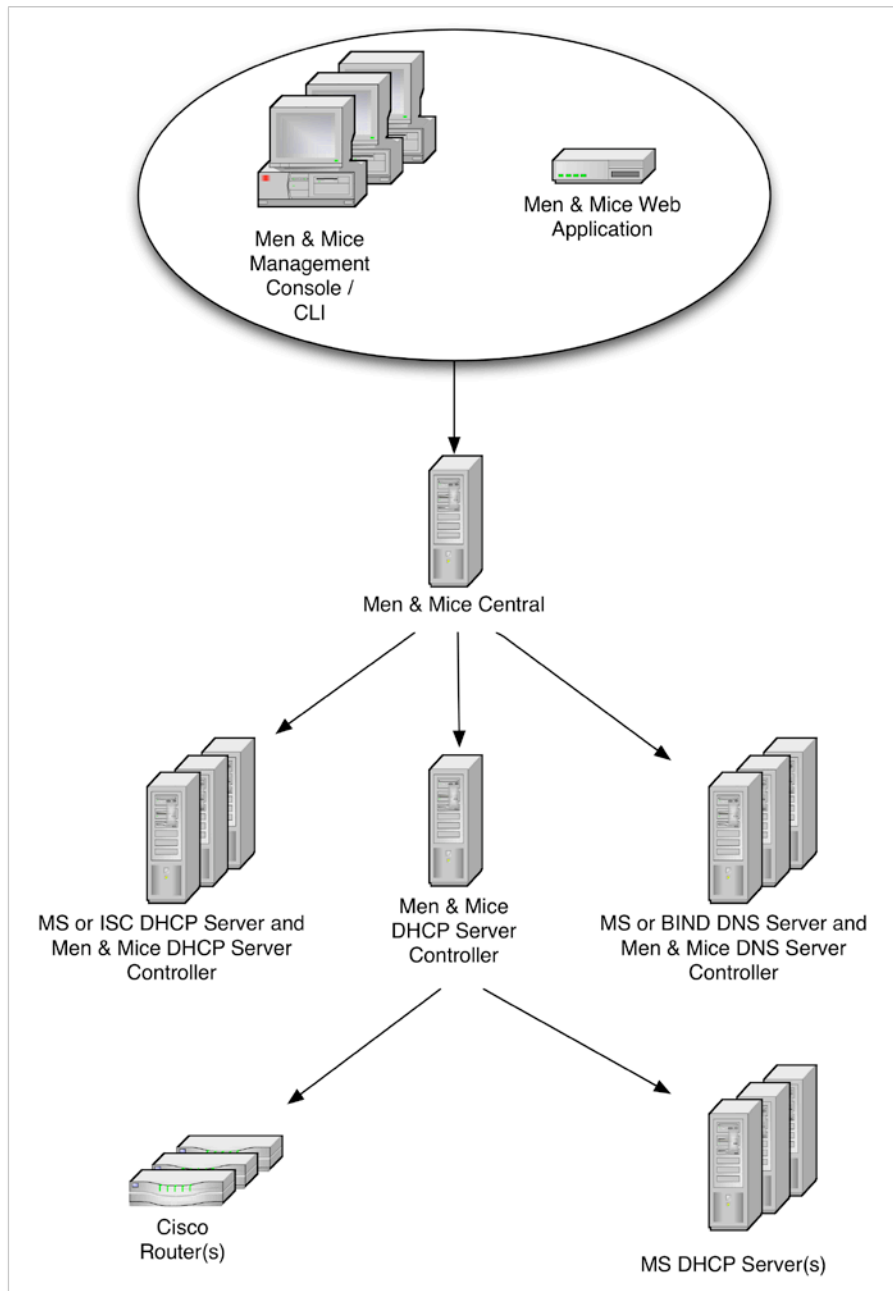 Men & Mice
Management
Console /
CLI
Men & Mice Web
Application
Men & Mice Central
MS or ISC DHCP Server and
Men & Mice DHCP Server
Controller
Men & Mice
DHCP Server
Controller
MS or BIND DNS Server and
Men & Mice DNS Server
Controller
Cisco
Router(s)
MS DHCP Server(s)